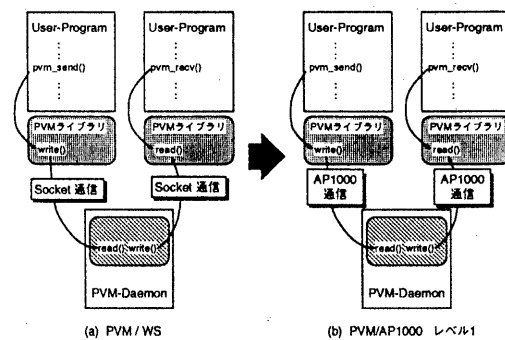 User-Program
pvm_send()
PVMライブラリ
write()
Socket 通信
User-Program
pvm_recv()
PVMライブラリ
read()
Socket 通信
read() write()
PVM-Daemon
(a) PVM / WS
User-Program
pvm_send()
PVMライブラリ
write()
AP1000
通信
User-Program
pvm_recv()
PVMライブラリ
read()
AP1000
通信
read() write()
PVM-Daemon
(b) PVM/AP1000 レベル1